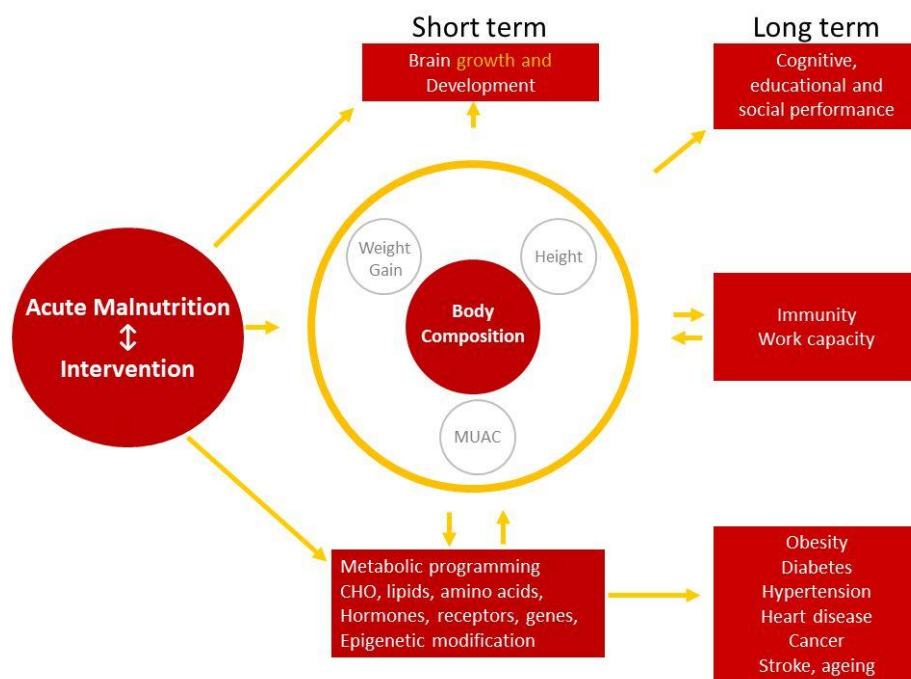 Short term
Long term
Brain growth and
Development
Cognitive,
educational and
social performance
Weight
Gain
Height
Acute Malnutrition
↕
Intervention
Body
Composition
Immunity
Work capacity
MUAC
Metabolic programming
CHO, lipids, amino acids,
Hormones, receptors, genes,
Epigenetic modification
Obesity
Diabetes
Hypertension
Heart disease
Cancer
Stroke, ageing